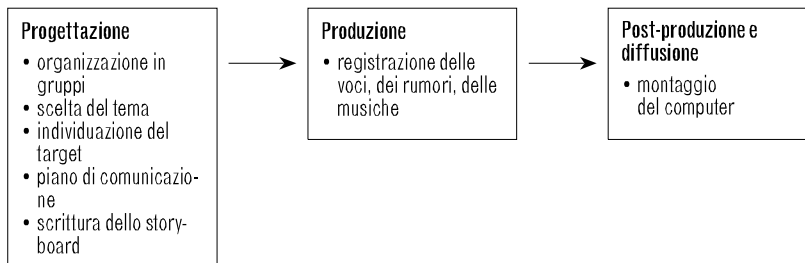 Progettazione
• organizzazione in
gruppi
• scelta del tema
• individuazione del
target
• piano di comunicazio-
ne
• scrittura dello story-
board
Produzione
• registrazione delle
voci, dei rumori, delle
musiche
Post-produzione e
diffusione
• montaggio
del computer